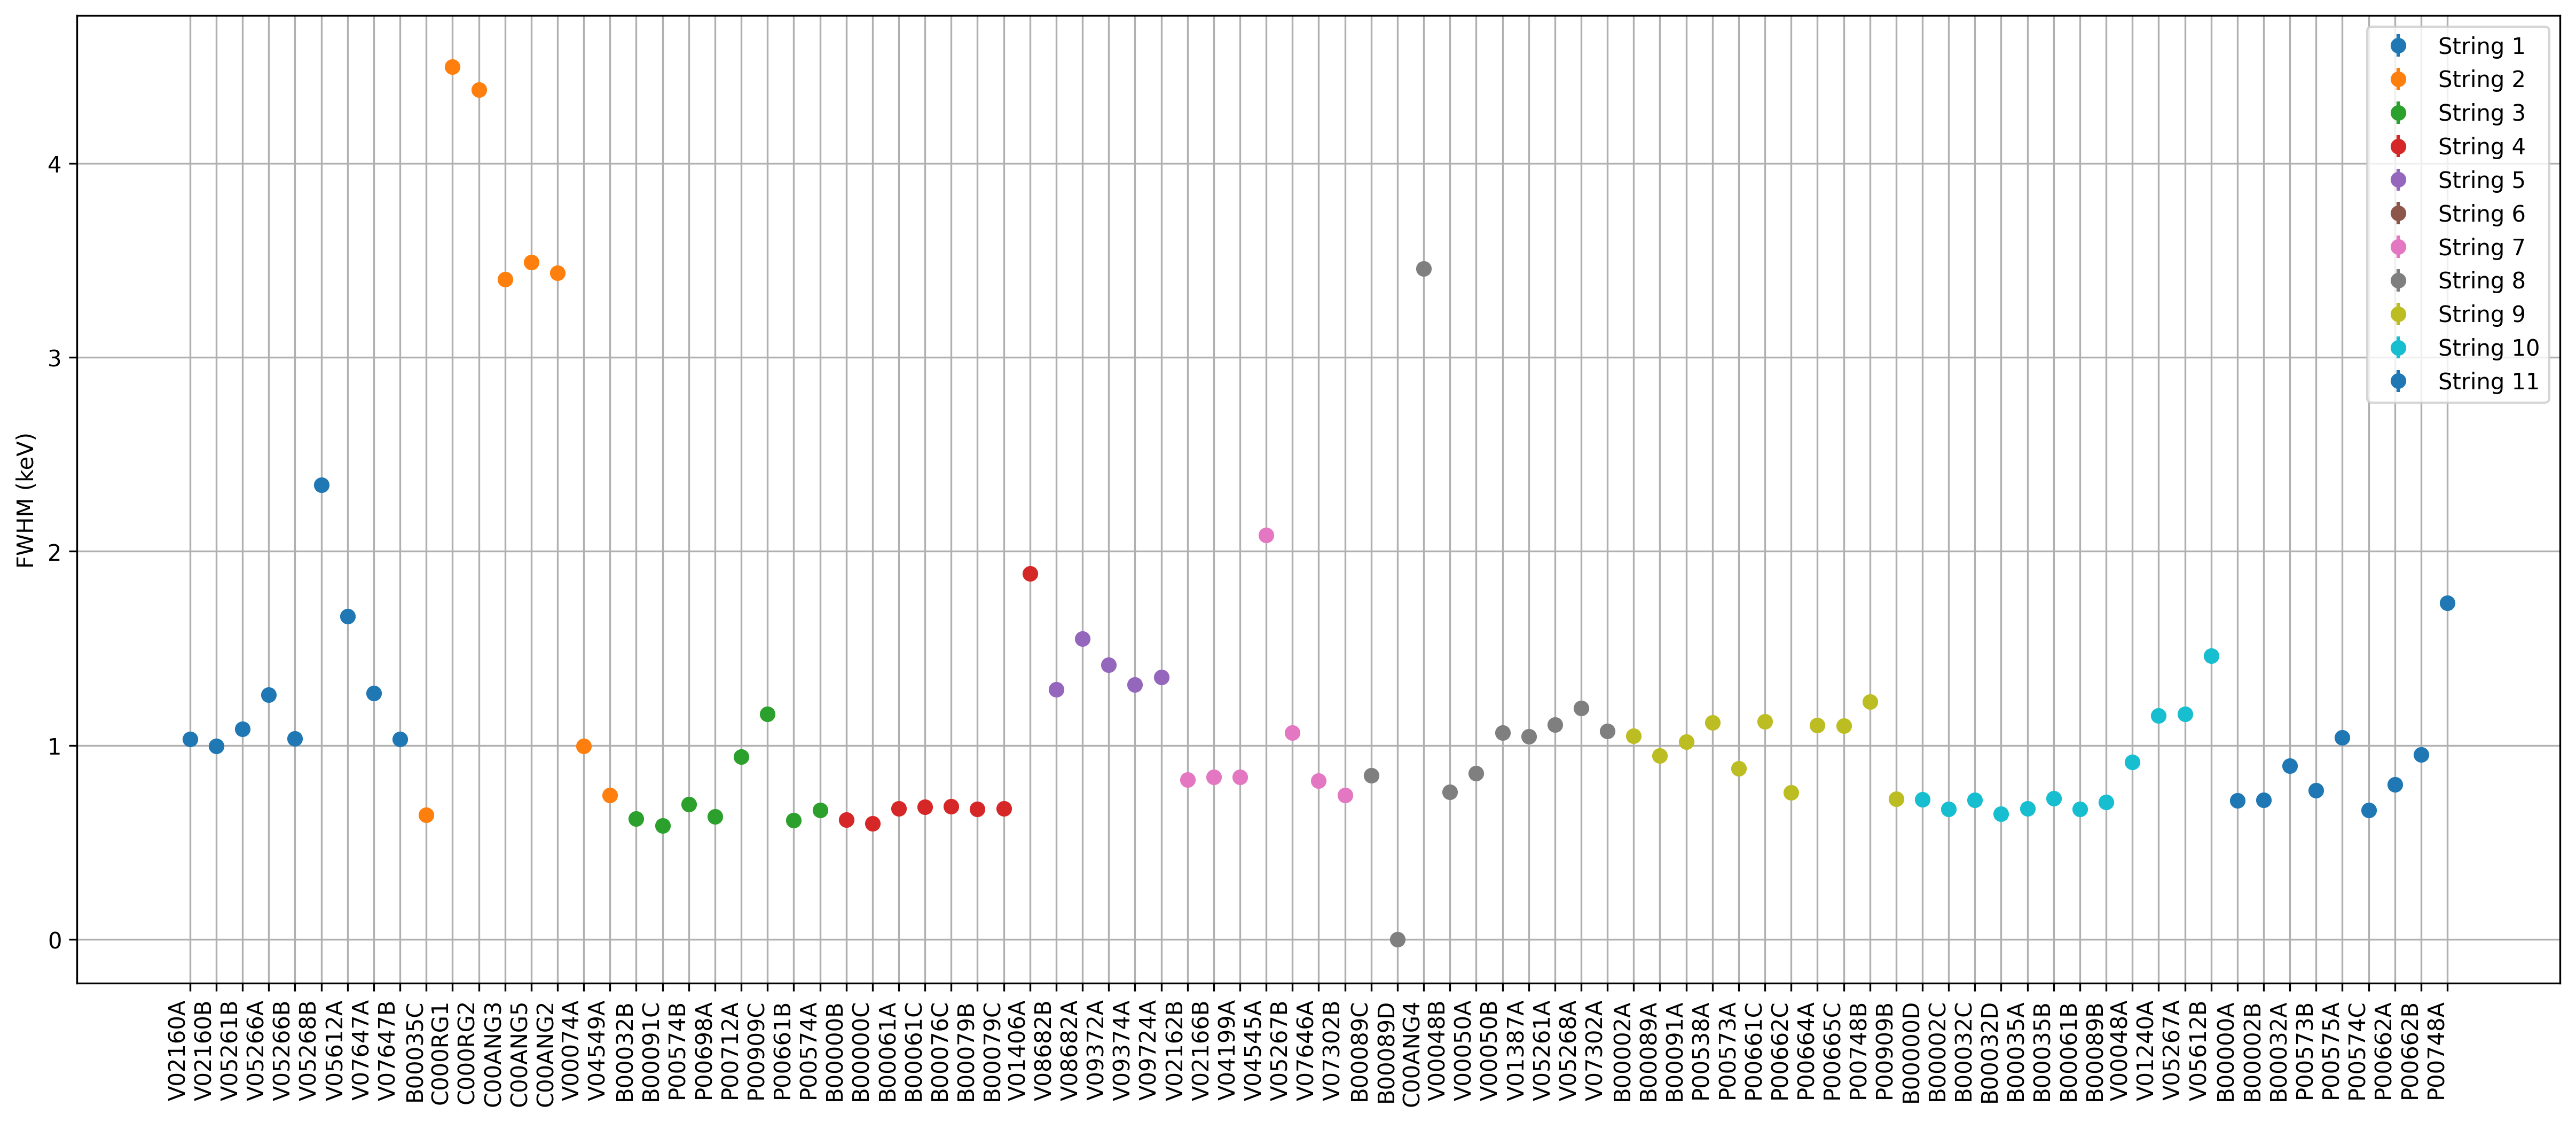 FWHM (keV)
4
3
2
1
0
String 1
String 2
String 3
String 4
String 5
String 6
String 7
String 8
String 9
String 10
String 11
V02160A
V02160B
V05261B
V05266A
V05266B
V05268B
V05612A
V07647A
V07647B
B00035C
C000RG1
C000RG2
C00ANG3
C00ANG5
C00ANG2
V00074A
V04549A
B00032B
B00091C
P00574B
P00698A
P00712A
P00909C
P00661B
P00574A
B00000B
B00000C
B00061A
B00061C
B00076C
B00079B
B00079C
V01406A
V08682B
V08682A
V09372A
V09374A
V09724A
V02162B
V02166B
V04199A
V04545A
V05267B
V07646A
V07302B
B00089C
B00089D
C00ANG4
V00048B
V00050A
V00050B
V01387A
V05261A
V05268A
V07302A
B00002A
B00089A
B00091A
P00538A
P00573A
P00661C
P00662C
P00664A
P00665C
P00748B
P00909B
B00000D
B00002C
B00032C
B00032D
B00035A
B00035B
B00061B
B00089B
V00048A
V01240A
V05267A
V05612B
B00000A
B00002B
B00032A
P00573B
P00575A
P00574C
P00662A
P00662B
P00748A